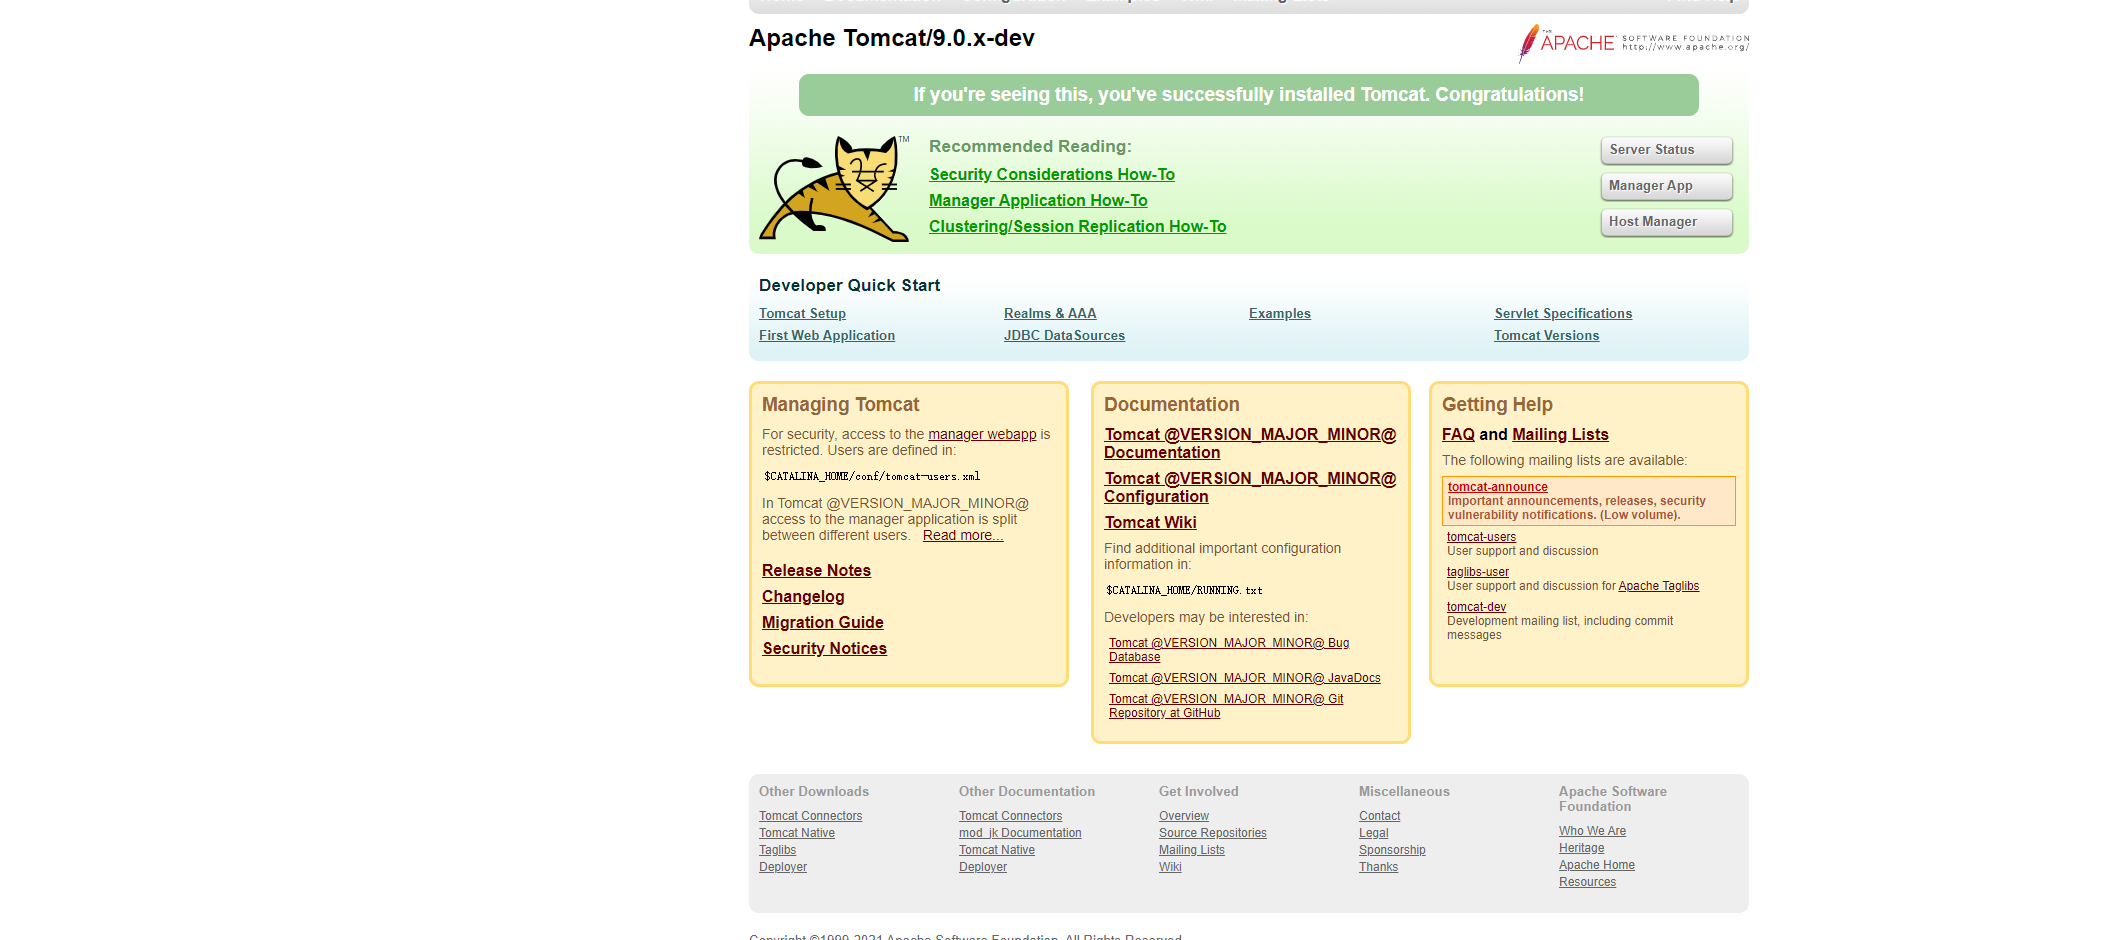 Home Documentation Configuration Examples Wiki Mailing Lists Find Help
Apache Tomcat/9.0.x-dev
THE APACHE SOFTWARE FOUNDATION
http://www.apache.org/
If you're seeing this, you've successfully installed Tomcat. Congratulations!
TM
Recommended Reading:
Security Considerations How-To
Manager Application How-To
Clustering/Session Replication How-To
Server Status
Manager App
Host Manager
Developer Quick Start
Tomcat Setup
First Web Application
Realms & AAA
JDBC DataSources
Examples
Servlet Specifications
Tomcat Versions
Managing Tomcat
For security, access to the manager webapp is
restricted. Users are defined in:
$CATALINA_HOME/conf/tomcat-users.xml
In Tomcat @VERSION_MAJOR_MINOR@
access to the manager application is split
between different users. Read more...
Release Notes
Changelog
Migration Guide
Security Notices
Documentation
Tomcat @VERSION_MAJOR_MINOR@
Documentation
Tomcat @VERSION_MAJOR_MINOR@
Configuration
Tomcat Wiki
Find additional important configuration
information in:
$CATALINA_HOME/RUNNING.txt
Developers may be interested in:
Tomcat @VERSION_MAJOR_MINOR@ Bug
Database
Tomcat @VERSION_MAJOR_MINOR@ JavaDocs
Tomcat @VERSION_MAJOR_MINOR@ Git
Repository at GitHub
Getting Help
FAQ and Mailing Lists
The following mailing lists are available:
tomcat-announce
Important announcements, releases, security
vulnerability notifications. (Low volume).
tomcat-users
User support and discussion
taglibs-user
User support and discussion for Apache Taglibs
tomcat-dev
Development mailing list, including commit
messages
Other Downloads
Tomcat Connectors
Tomcat Native
Taglibs
Deployer
Other Documentation
Tomcat Connectors
mod_jk Documentation
Tomcat Native
Deployer
Get Involved
Overview
Source Repositories
Mailing Lists
Wiki
Miscellaneous
Contact
Legal
Sponsorship
Thanks
Apache Software
Foundation
Who We Are
Heritage
Apache Home
Resources
Copyright ©1999-2021 Apache Software Foundation. All Rights Reserved